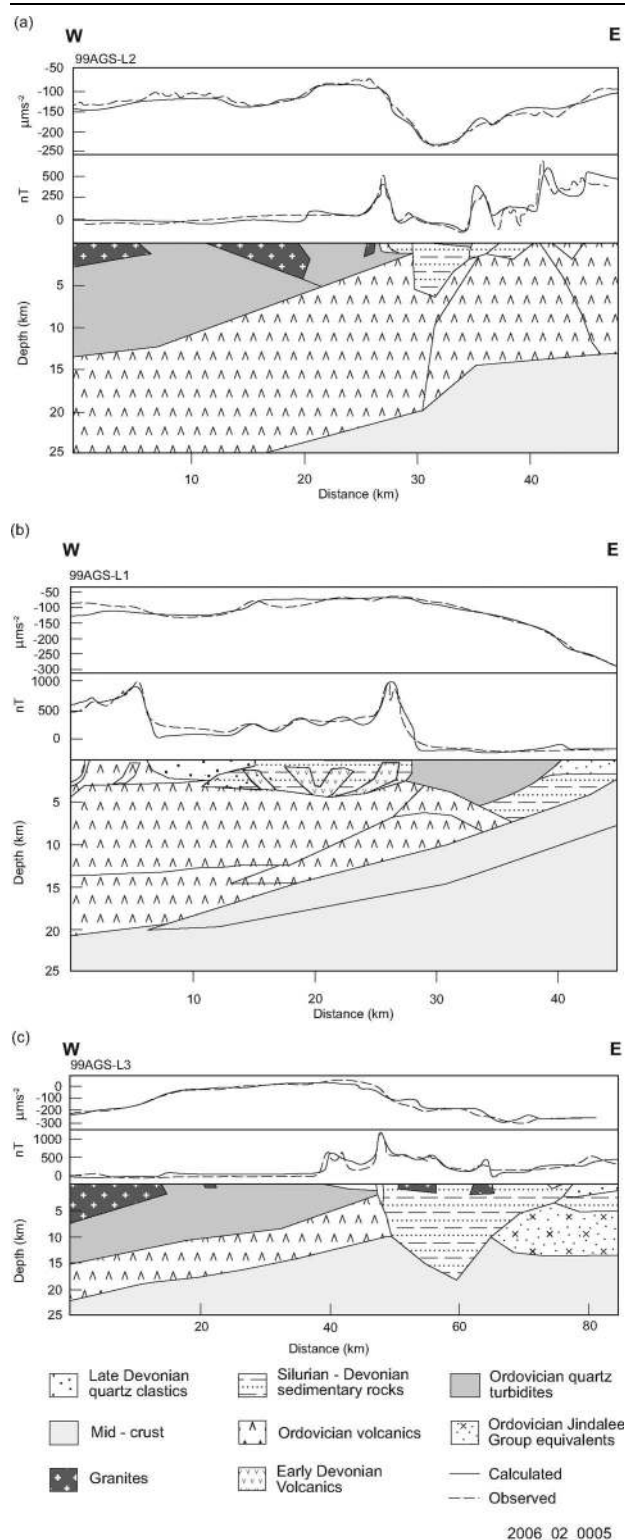 (a)
W E
99AGS-L2
-50
-100
-150
-200
-250
µms⁻²
500
250
0
nT
5
10
15
20
25
Depth (km)
10 20 30 40
Distance (km)
(b)
W E
99AGS-L1
-50
-100
-150
-200
-250
-300
µms⁻²
1000
500
0
nT
5
10
15
20
25
Depth (km)
10 20 30 40
Distance (km)
(c)
W E
99AGS-L3
0
-100
-200
-300
µms⁻²
1000
500
0
nT
5
10
15
20
25
Depth (km)
20 40 60 80
Distance (km)
Late Devonian
quartz clastics
Silurian - Devonian
sedimentary rocks
Ordovician quartz
turbidites
Mid - crust
Ordovician volcanics
Ordovician Jindalee
Group equivalents
Granites
Early Devonian
Volcanics
Calculated
Observed
2006_02_0005